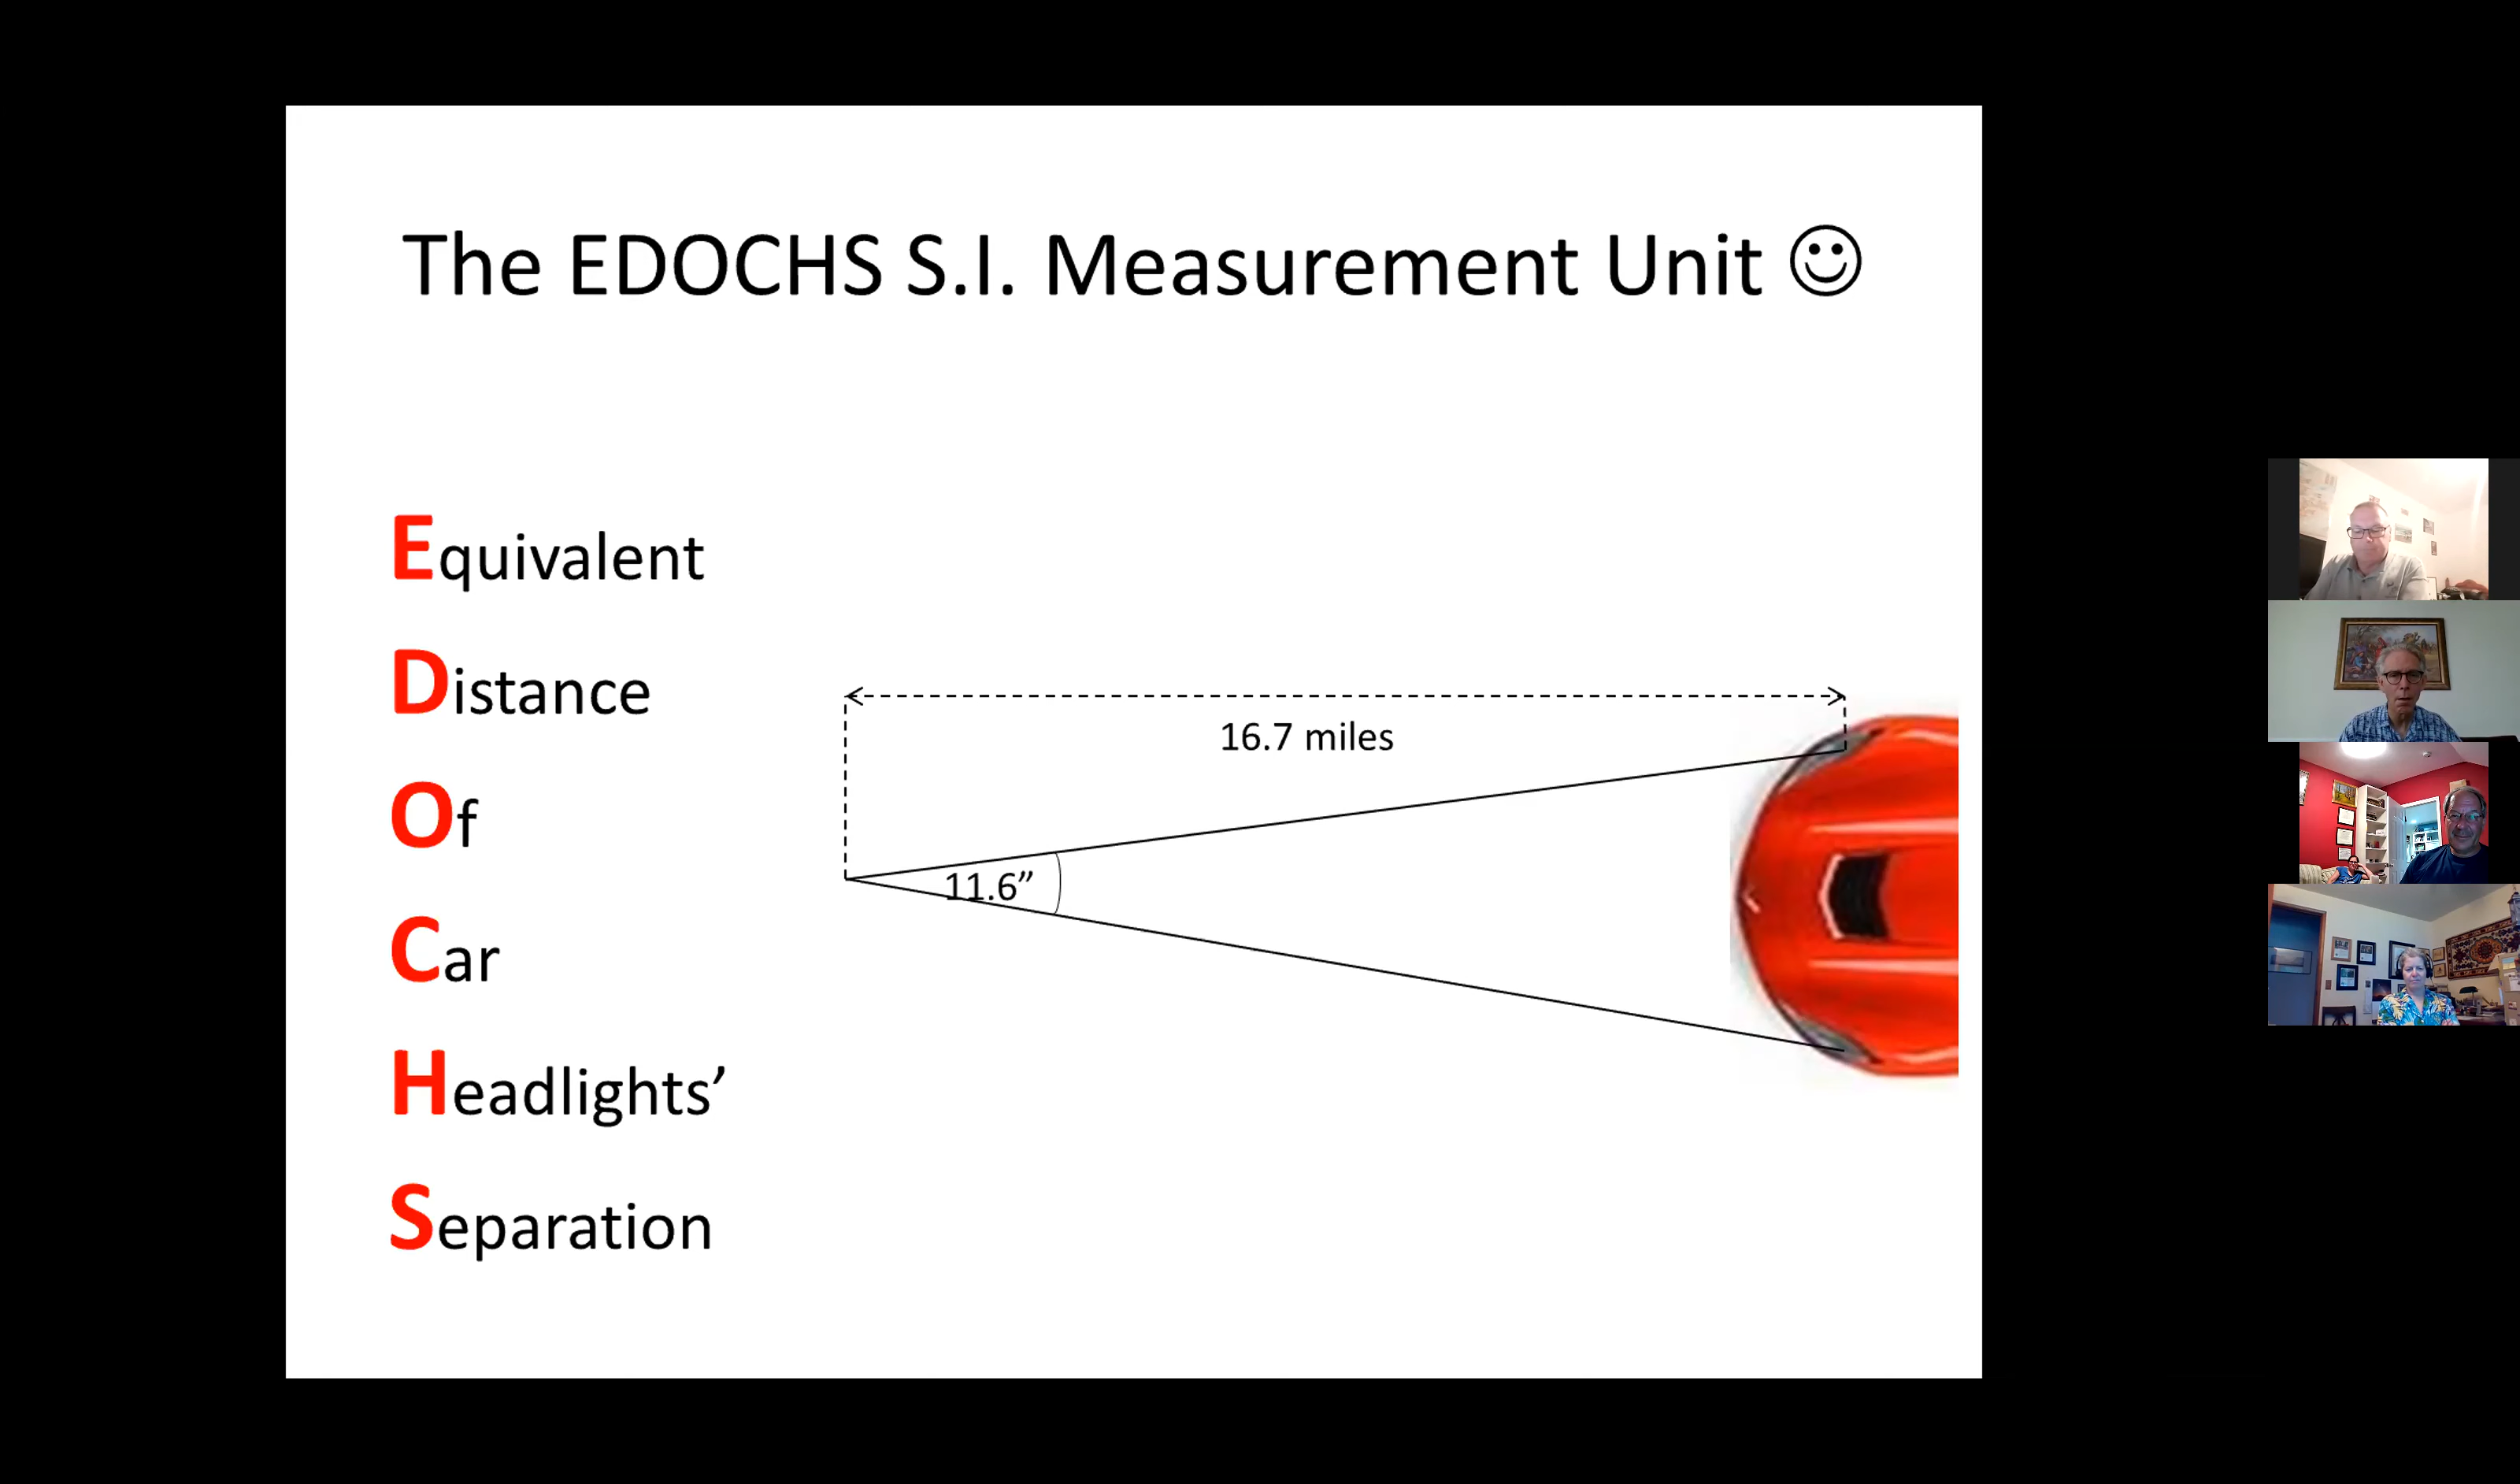 The EDOCHS S.I. Measurement Unit ☺
Equivalent
Distance
Of
Car
Headlights’
Separation
16.7 miles
11.6”